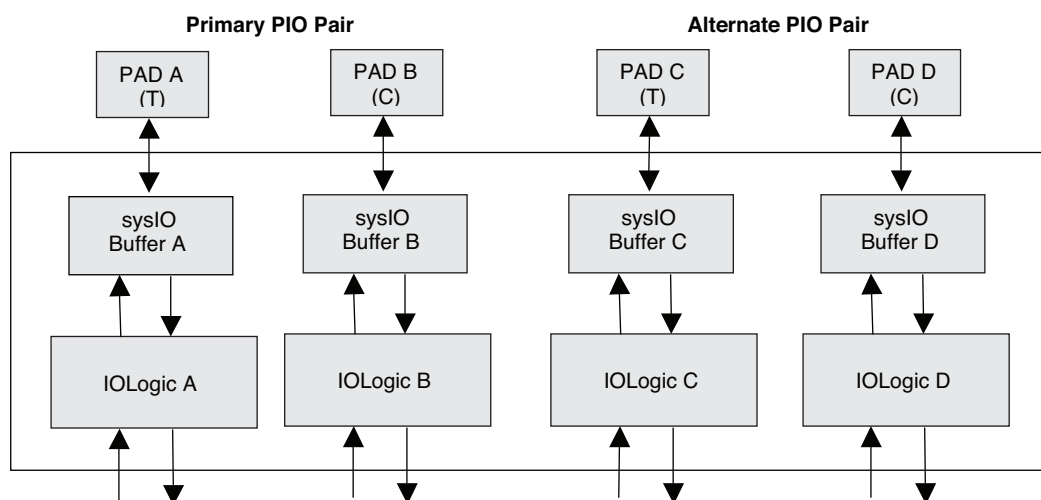 Primary PIO Pair
Alternate PIO Pair
PAD A
(T)
PAD B
(C)
PAD C
(T)
PAD D
(C)
sysIO
Buffer A
sysIO
Buffer B
sysIO
Buffer C
sysIO
Buffer D
IOLogic A
IOLogic B
IOLogic C
IOLogic D